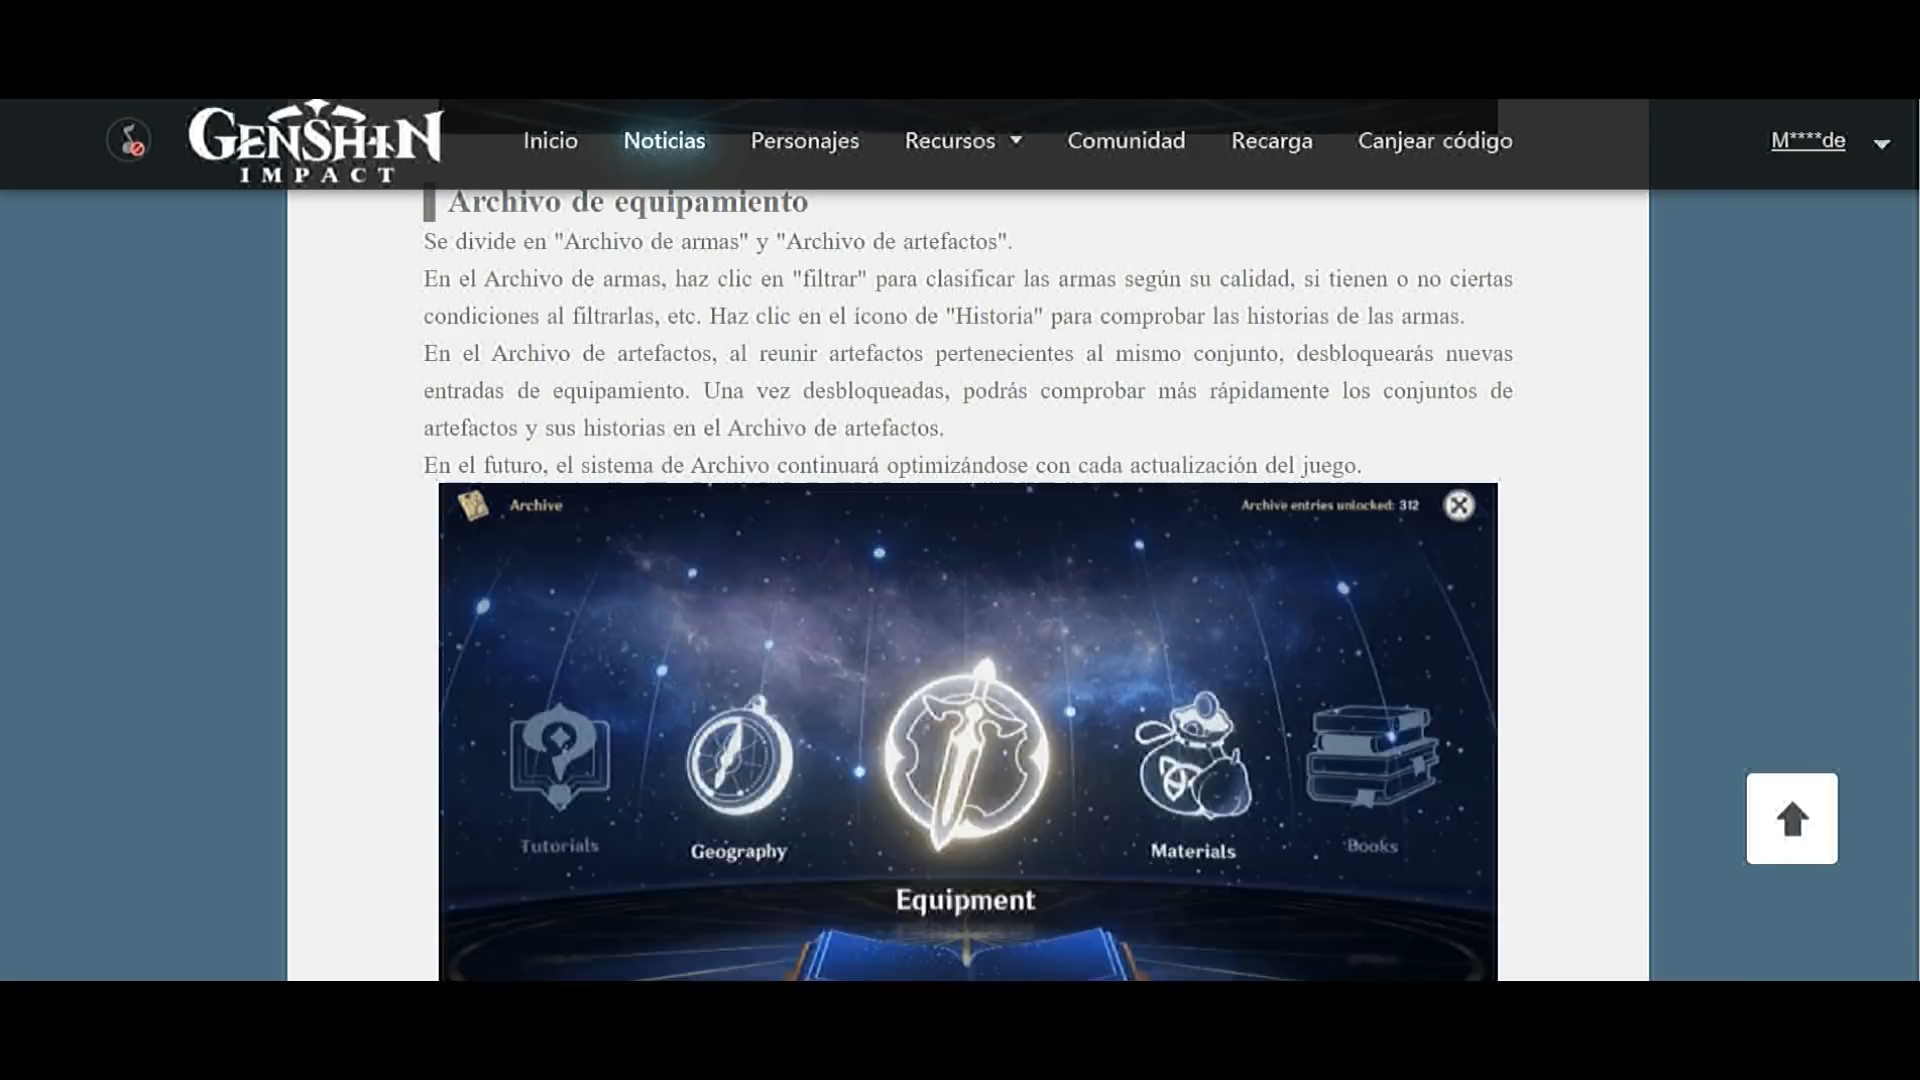 GENSHIN
IMPACT
Inicio Noticias Personajes Recursos Comunidad Recarga Canjear código M****de
Archivo de equipamiento
Se divide en "Archivo de armas" y "Archivo de artefactos".
En el Archivo de armas, haz clic en "filtrar" para clasificar las armas según su calidad, si tienen o no ciertas
condiciones al filtrarlas, etc. Haz clic en el ícono de "Historia" para comprobar las historias de las armas.
En el Archivo de artefactos, al reunir artefactos pertenecientes al mismo conjunto, desbloquearás nuevas
entradas de equipamiento. Una vez desbloqueadas, podrás comprobar más rápidamente los conjuntos de
artefactos y sus historias en el Archivo de artefactos.
En el futuro, el sistema de Archivo continuará optimizándose con cada actualización del juego.
Archive Archive entries unlocked: 312
Tutorials Geography Equipment Materials Books